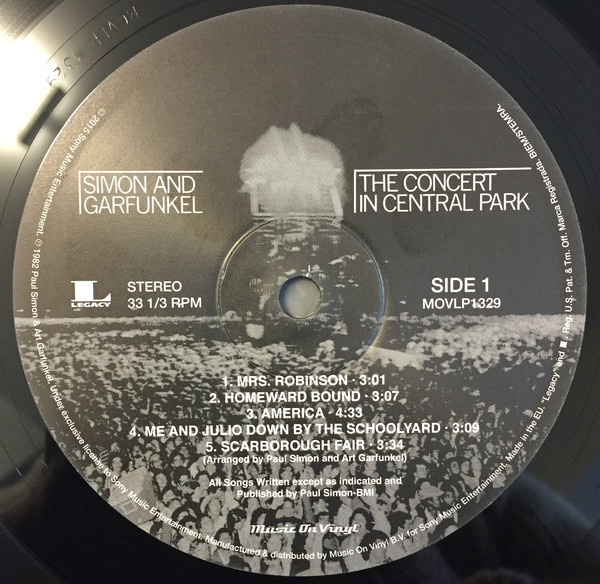 SIMON AND
GARFUNKEL
THE CONCERT
IN CENTRAL PARK
LEGACY
STEREO
33 1/3 RPM
SIDE 1
MOVLP1329
1. MRS. ROBINSON · 3:01
2. HOMEWARD BOUND · 3:07
3. AMERICA · 4:33
4. ME AND JULIO DOWN BY THE SCHOOLYARD · 3:09
5. SCARBOROUGH FAIR · 3:34
(Arranged by Paul Simon and Art Garfunkel)
All Songs Written except as indicated and
Published by Paul Simon-BMI
Music On Vinyl
℗ 2015 Sony Music Entertainment. ℗ 1982 Paul Simon & Art Garfunkel. Under exclusive license to Sony Music Entertainment. Manufactured & distributed by Music On Vinyl B.V. for Sony Music Entertainment. Made in the EU. "Legacy" and Reg. U.S. Pat. & Tm. Off. Marca Registrada. BIEM/STEMRA.